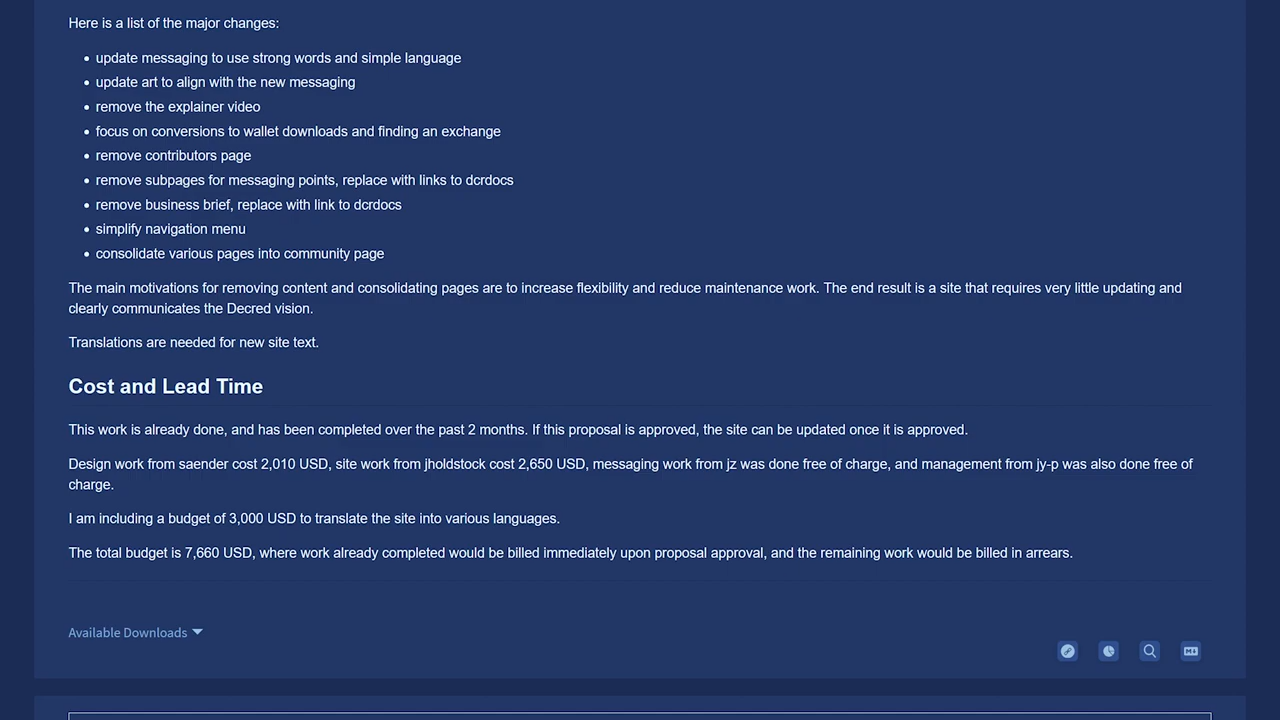 Here is a list of the major changes:
update messaging to use strong words and simple language
update art to align with the new messaging
remove the explainer video
focus on conversions to wallet downloads and finding an exchange
remove contributors page
remove subpages for messaging points, replace with links to dcrdocs
remove business brief, replace with link to dcrdocs
simplify navigation menu
consolidate various pages into community page
The main motivations for removing content and consolidating pages are to increase flexibility and reduce maintenance work. The end result is a site that requires very little updating and
clearly communicates the Decred vision.
Translations are needed for new site text.
Cost and Lead Time
This work is already done, and has been completed over the past 2 months. If this proposal is approved, the site can be updated once it is approved.
Design work from saender cost 2,010 USD, site work from jholdstock cost 2,650 USD, messaging work from jz was done free of charge, and management from jy-p was also done free of
charge.
I am including a budget of 3,000 USD to translate the site into various languages.
The total budget is 7,660 USD, where work already completed would be billed immediately upon proposal approval, and the remaining work would be billed in arrears.
Available Downloads